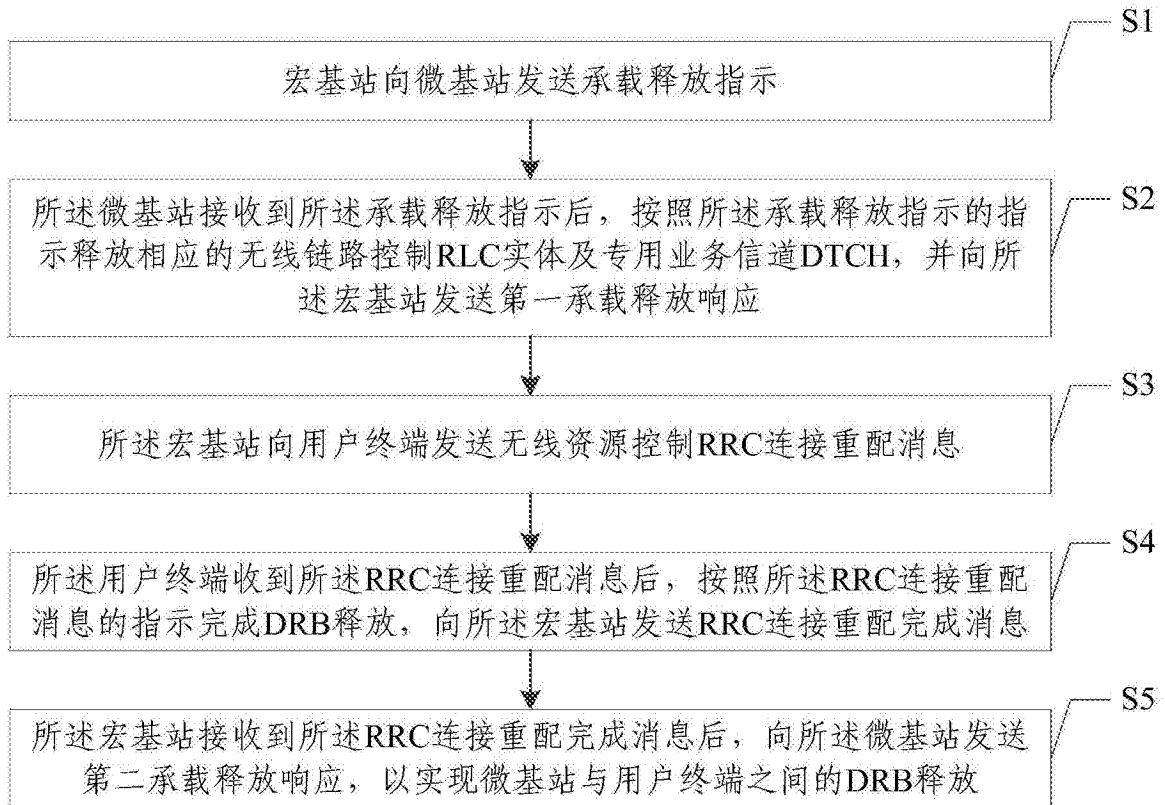 S1
宏基站向微基站发送承载释放指示
S2
所述微基站接收到所述承载释放指示后，按照所述承载释放指示的指
示释放相应的无线链路控制RLC实体及专用业务信道DTCH，并向所
述宏基站发送第一承载释放响应
S3
所述宏基站向用户终端发送无线资源控制RRC连接重配消息
S4
所述用户终端收到所述RRC连接重配消息后，按照所述RRC连接重配
消息的指示完成DRB释放，向所述宏基站发送RRC连接重配完成消息
S5
所述宏基站接收到所述RRC连接重配完成消息后，向所述微基站发送
第二承载释放响应，以实现微基站与用户终端之间的DRB释放